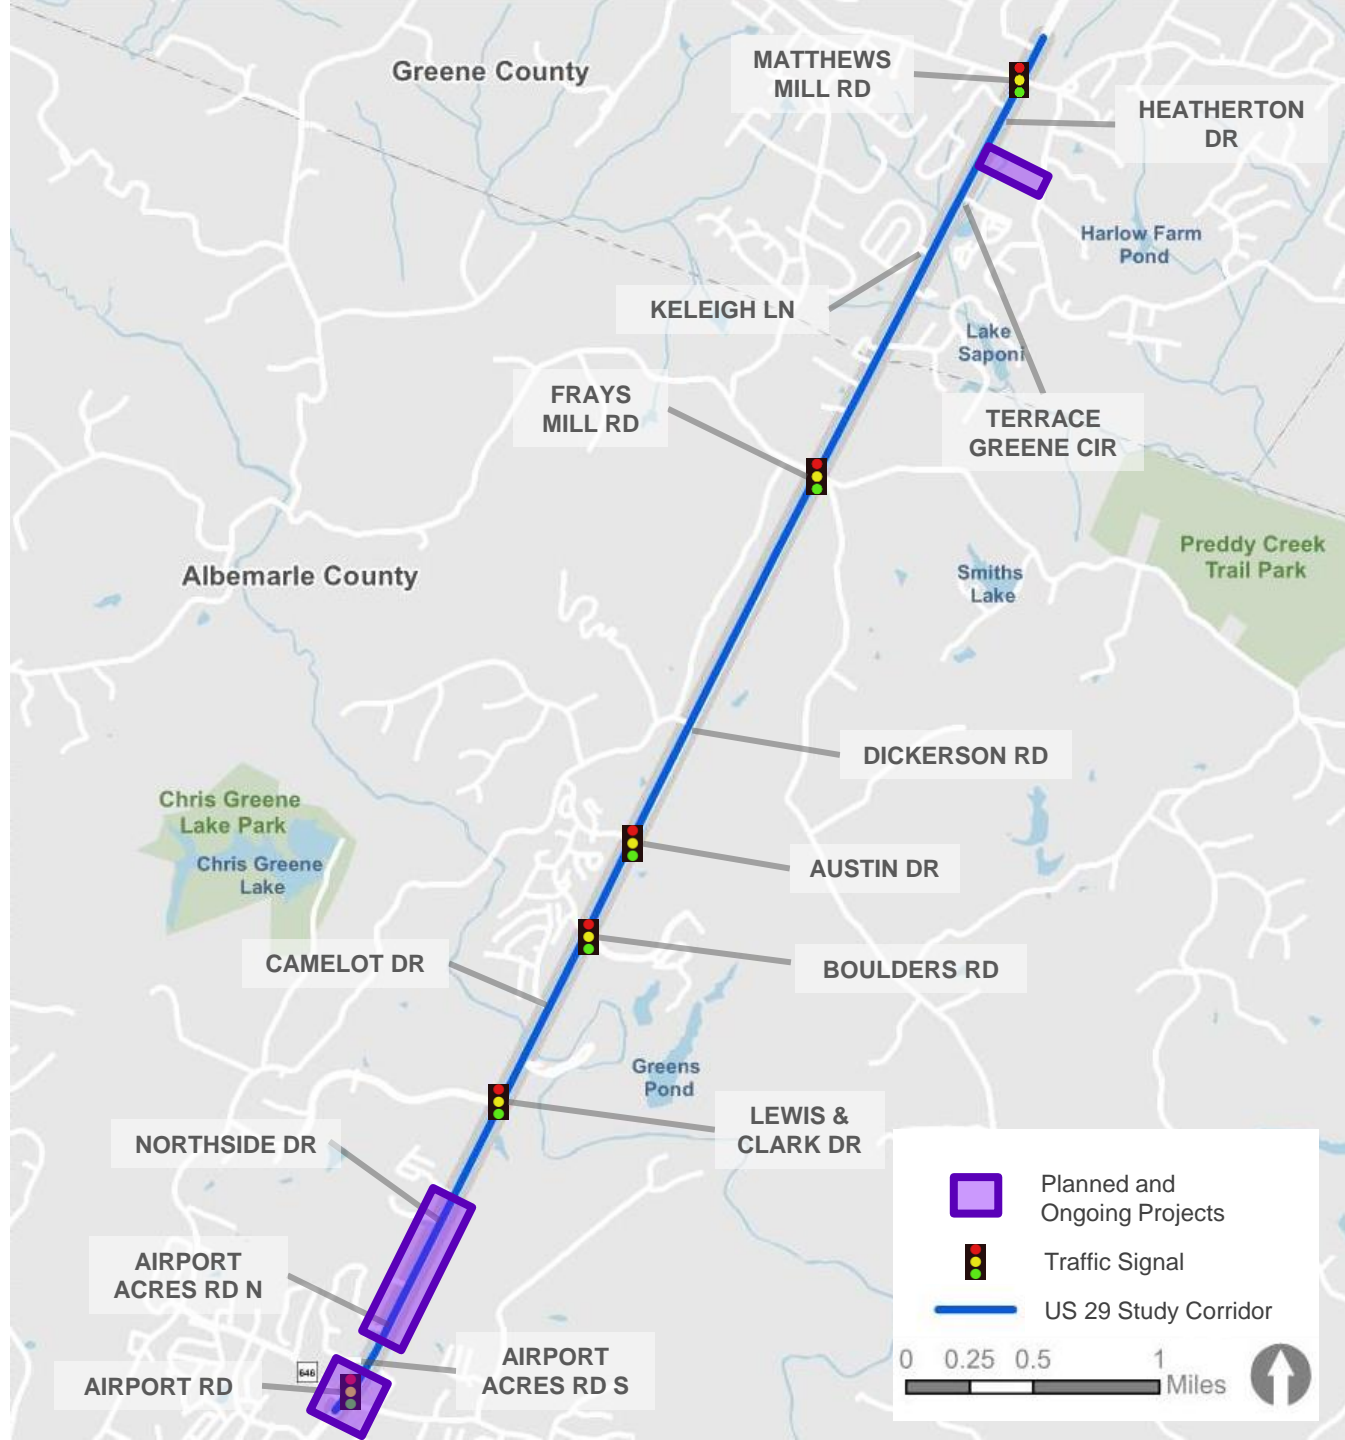 MATTHEWS
MILL RD
Greene County
HEATHERTON
DR
Harlow Farm
Pond
KELEIGH LN
Lake
Saponi
FRAYS
MILL RD
TERRACE
GREENE CIR
Preddy Creek
Trail Park
Albemarle County
Smiths
Lake
DICKERSON RD
Chris Greene
Lake Park
Chris Greene
Lake
AUSTIN DR
CAMELOT DR
BOULDERS RD
Greens
Pond
LEWIS &
CLARK DR
NORTHSIDE DR
AIRPORT
ACRES RD N
AIRPORT
ACRES RD S
646
AIRPORT RD
Planned and
Ongoing Projects
Traffic Signal
US 29 Study Corridor
0 0.25 0.5 1
Miles